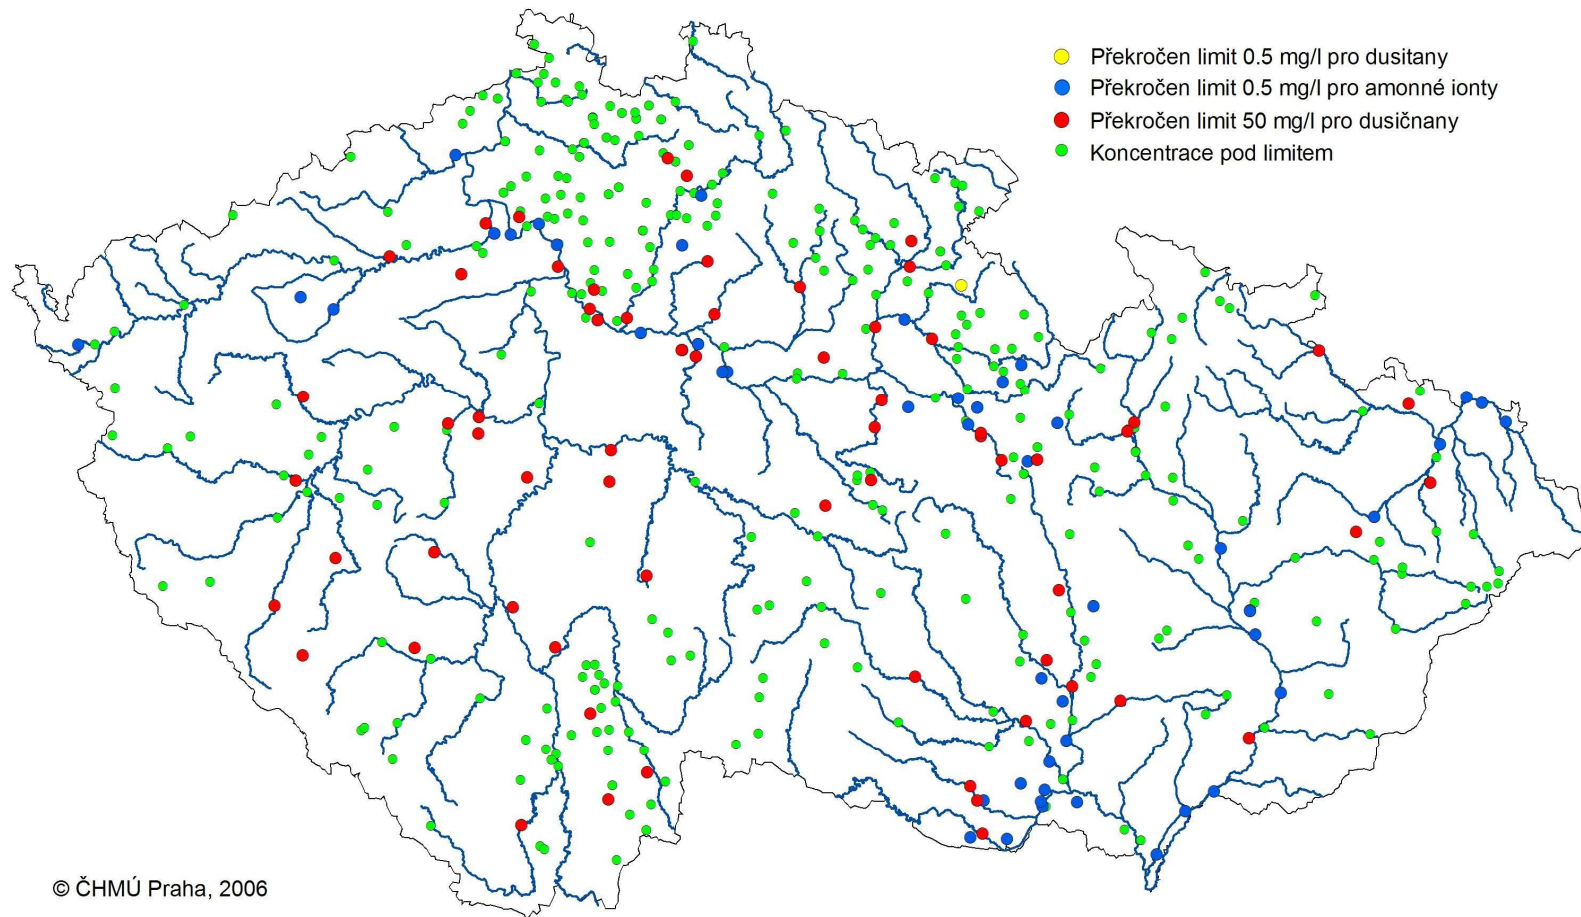 Překročen limit 0.5 mg/l pro dusitany
Překročen limit 0.5 mg/l pro amonné ionty
Překročen limit 50 mg/l pro dusičnany
Koncentrace pod limitem
© ČHMÚ Praha, 2006